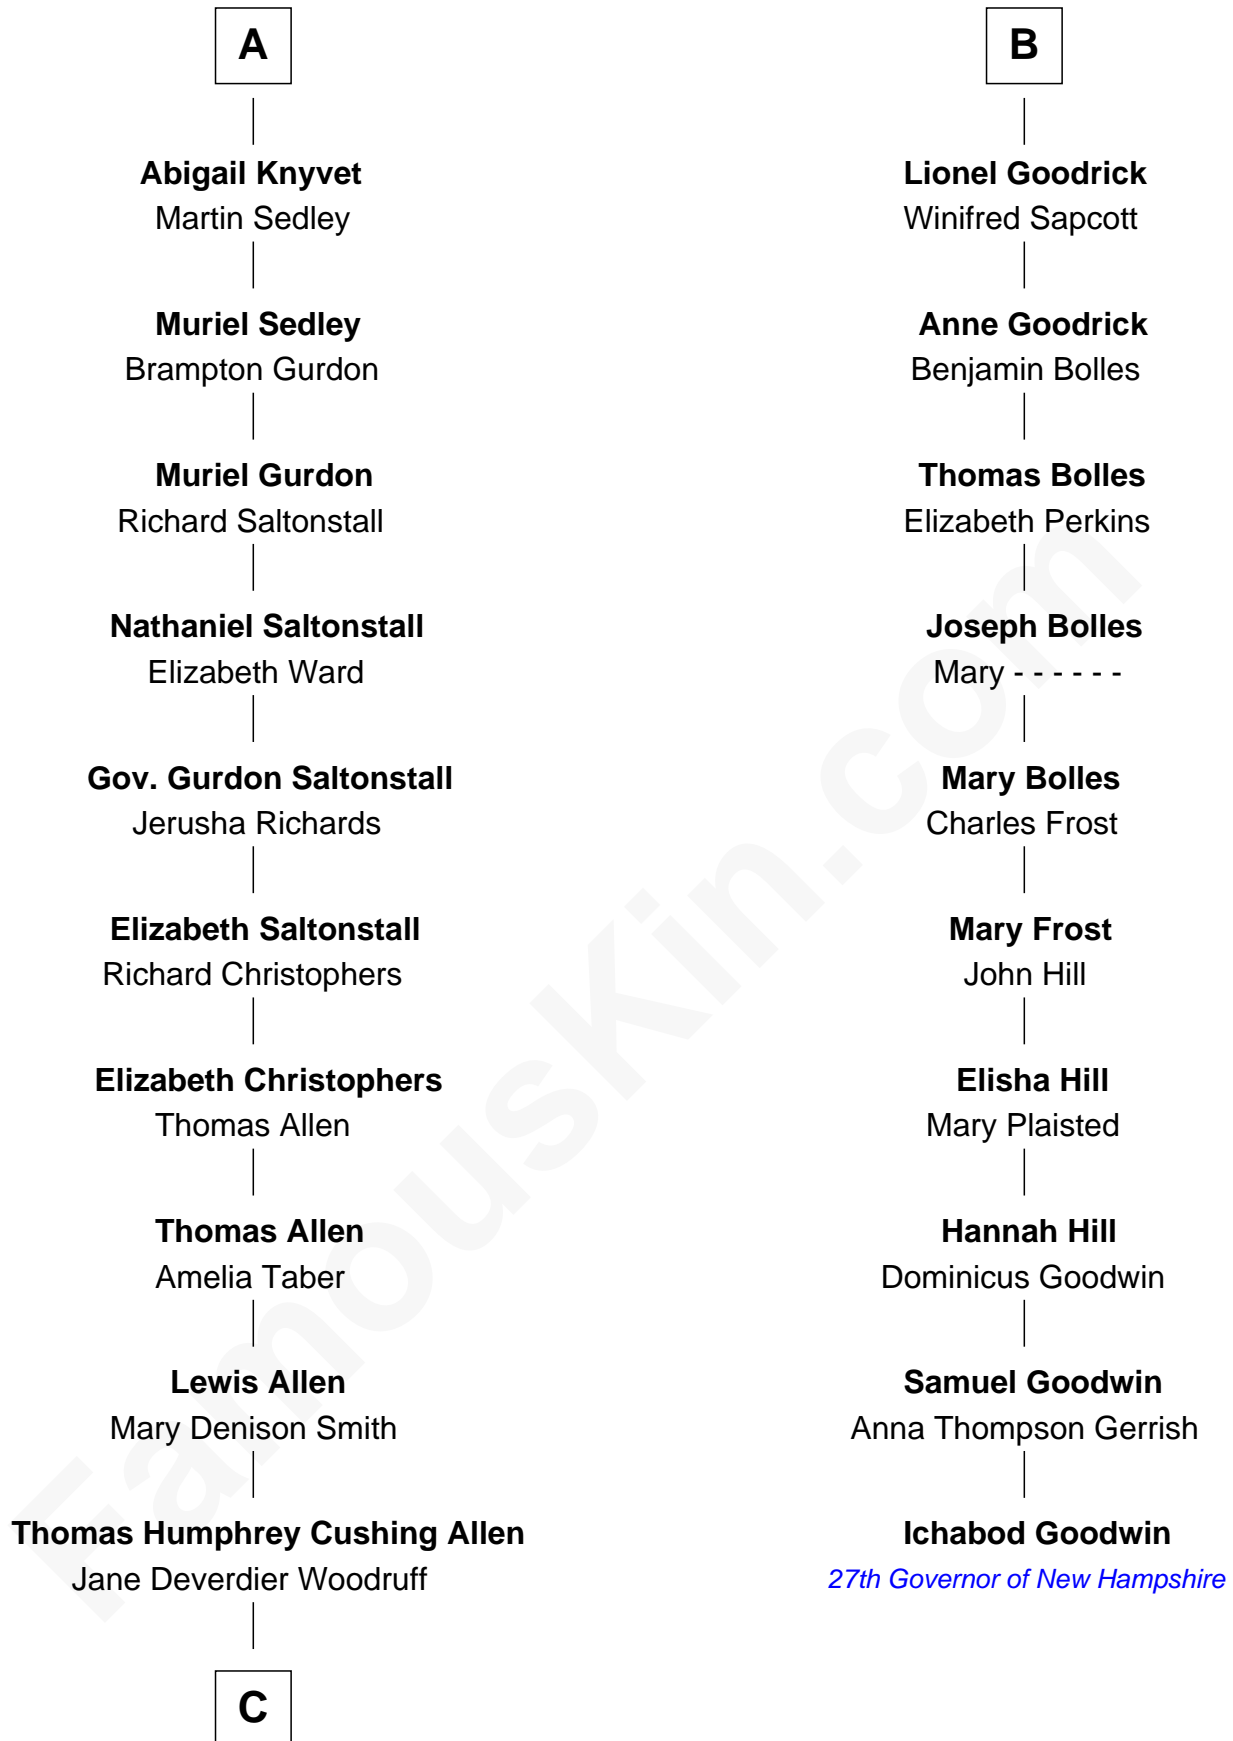 A
Abigail Knyvet
Martin Sedley
Muriel Sedley
Brampton Gurdon
Muriel Gurdon
Richard Saltonstall
Nathaniel Saltonstall
Elizabeth Ward
Gov. Gurdon Saltonstall
Jerusha Richards
Elizabeth Saltonstall
Richard Christophers
Elizabeth Christophers
Thomas Allen
Thomas Allen
Amelia Taber
Lewis Allen
Mary Denison Smith
Thomas Humphrey Cushing Allen
Jane Deverdier Woodruff
C
B
Lionel Goodrick
Winifred Sapcott
Anne Goodrick
Benjamin Bolles
Thomas Bolles
Elizabeth Perkins
Joseph Bolles
Mary - - - - - -
Mary Bolles
Charles Frost
Mary Frost
John Hill
Elisha Hill
Mary Plaisted
Hannah Hill
Dominicus Goodwin
Samuel Goodwin
Anna Thompson Gerrish
Ichabod Goodwin
27th Governor of New Hampshire
FamousKin.com